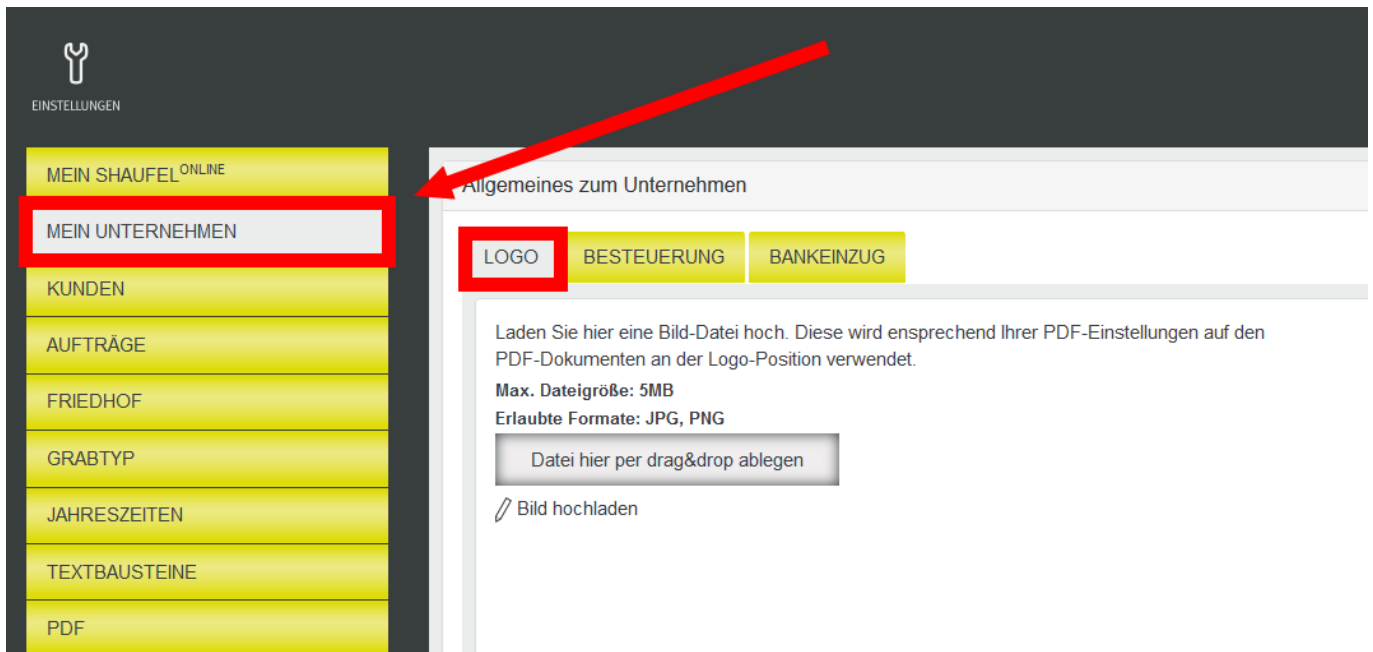 EINSTELLUNGEN
MEIN SHAUFEL ONLINE
MEIN UNTERNEHMEN
KUNDEN
AUFTRÄGE
FRIEDHOF
GRABTYP
JAHRESZEITEN
TEXTBAUSTEINE
PDF
Allgemeines zum Unternehmen
LOGO BESTEUERUNG BANKEINZUG
Laden Sie hier eine Bild-Datei hoch. Diese wird ensprechend Ihrer PDF-Einstellungen auf den
PDF-Dokumenten an der Logo-Position verwendet.
Max. Dateigröße: 5MB
Erlaubte Formate: JPG, PNG
Datei hier per drag&drop ablegen
Bild hochladen